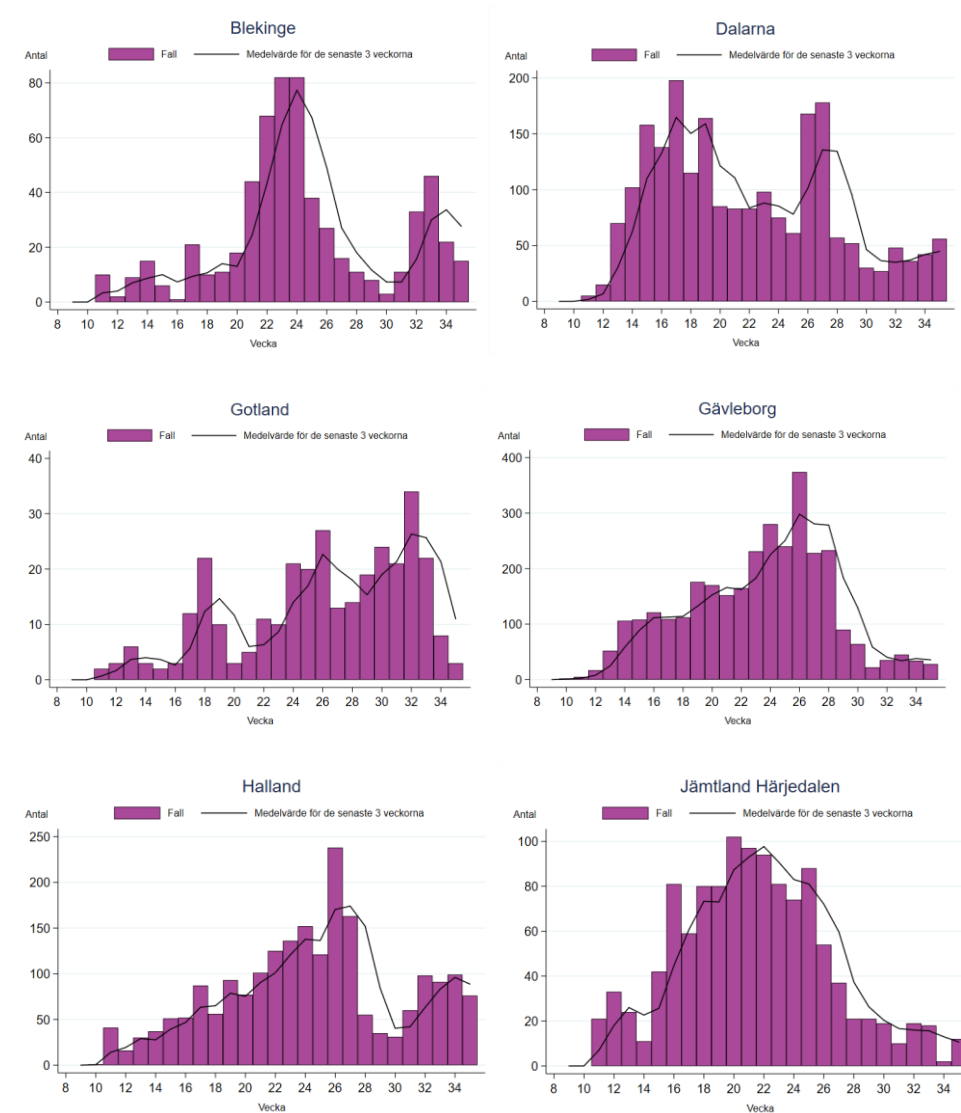 Blekinge
Antal Fall Medelvärde för de senaste 3 veckorna
80
60
40
20
0
8 10 12 14 16 18 20 22 24 26 28 30 32 34
Vecka
Dalarna
Antal Fall Medelvärde för de senaste 3 veckorna
200
150
100
50
0
8 10 12 14 16 18 20 22 24 26 28 30 32 34
Vecka
Gotland
Antal Fall Medelvärde för de senaste 3 veckorna
40
30
20
10
0
8 10 12 14 16 18 20 22 24 26 28 30 32 34
Vecka
Gävleborg
Antal Fall Medelvärde för de senaste 3 veckorna
400
300
200
100
0
8 10 12 14 16 18 20 22 24 26 28 30 32 34
Vecka
Halland
Antal Fall Medelvärde för de senaste 3 veckorna
250
200
150
100
50
0
8 10 12 14 16 18 20 22 24 26 28 30 32 34
Vecka
Jämtland Härjedalen
Antal Fall Medelvärde för de senaste 3 veckorna
100
80
60
40
20
0
8 10 12 14 16 18 20 22 24 26 28 30 32 34
Vecka